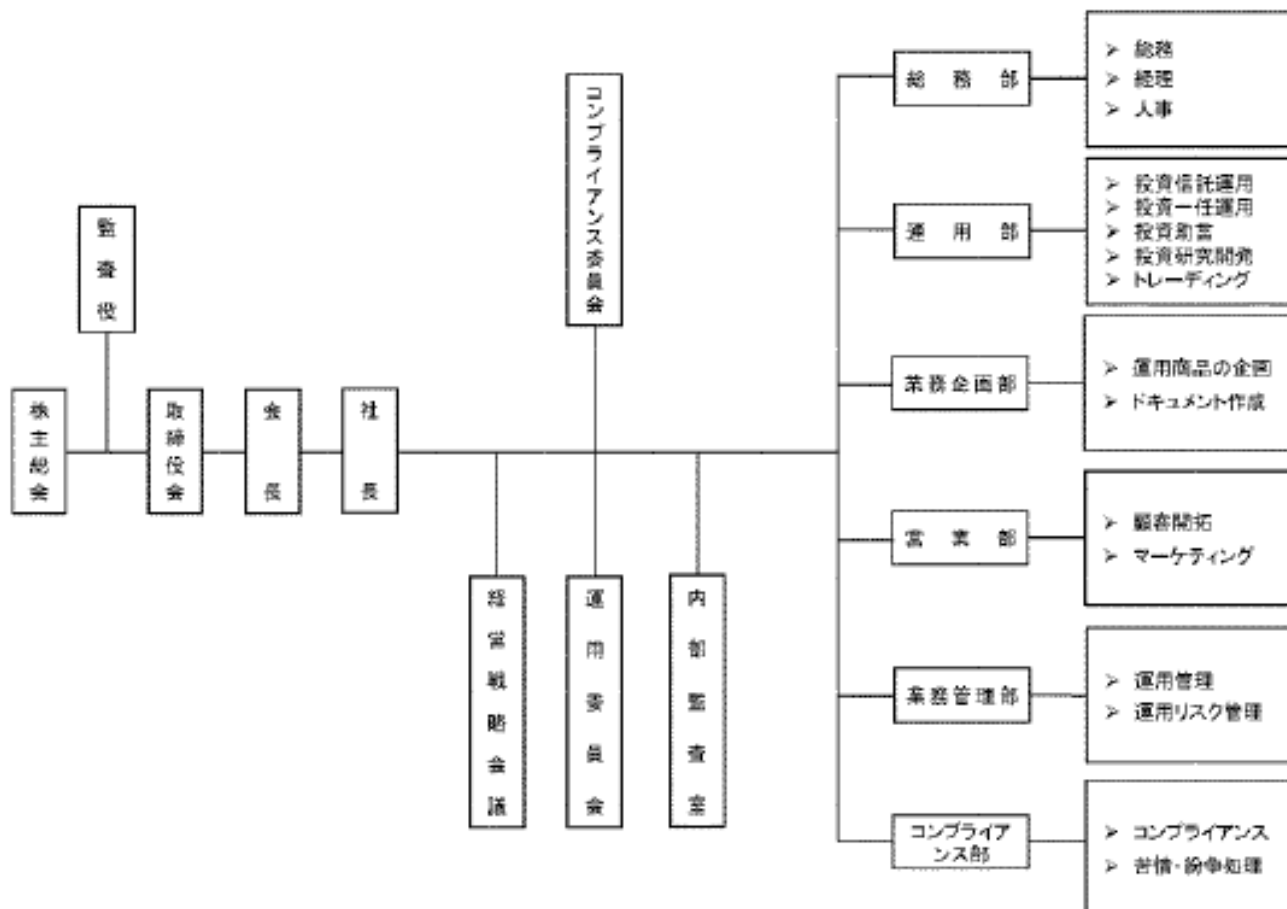 株主総会
監査役
取締役会
会長
社長
コンプライアンス委員会
経営戦略会議
運用委員会
内部監査室
総務部
➢ 総務
➢ 経理
➢ 人事
運用部
➢ 投資信託運用
➢ 投資一任運用
➢ 投資助言
➢ 投資研究開発
➢ トレーディング
業務企画部
➢ 運用商品の企画
➢ ドキュメント作成
営業部
➢ 顧客開拓
➢ マーケティング
業務管理部
➢ 運用管理
➢ 運用リスク管理
コンプライア
ンス部
➢ コンプライアンス
➢ 苦情・紛争処理